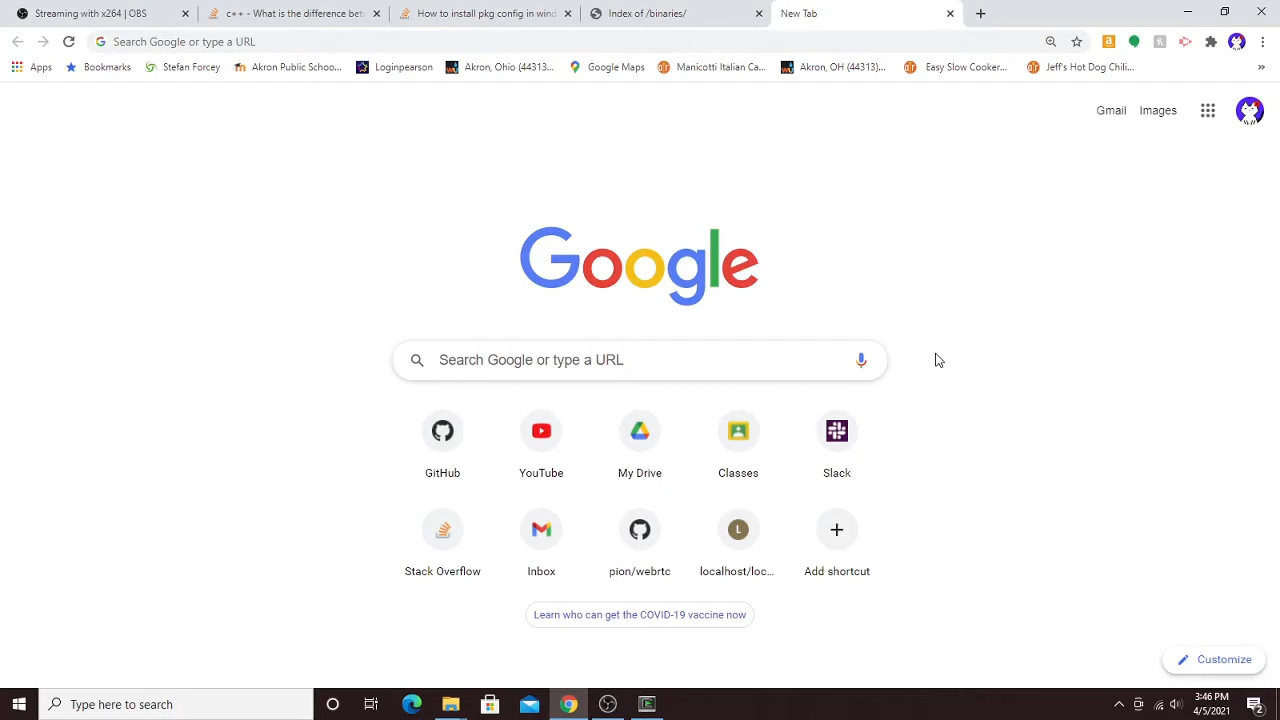 Streaming with x264 | OBS
c++ - What is the difference bet
How to install pkg config in wind
Index of /binaries/
New Tab
Search Google or type a URL
Apps
Bookmarks
Stefan Forcey
Akron Public Schoo...
Loginpearson
Akron, Ohio (44313...
Google Maps
Manicotti Italian Ca...
Akron, OH (44313)...
Easy Slow Cooker...
Jeff's Hot Dog Chili...
»
Gmail
Images
Google
Search Google or type a URL
GitHub
YouTube
My Drive
Classes
Slack
L
Stack Overflow
Inbox
pion/webrtc
localhost/loc...
Add shortcut
Learn who can get the COVID-19 vaccine now
Customize
Type here to search
3:46 PM
4/5/2021
2